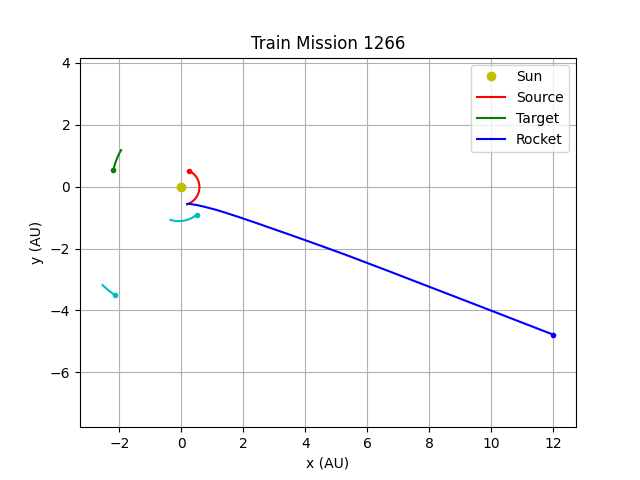 Train Mission 1266
Sun
Source
Target
Rocket
4
2
0
−2
−4
−6
y (AU)
−2
0
2
4
6
8
10
12
x (AU)